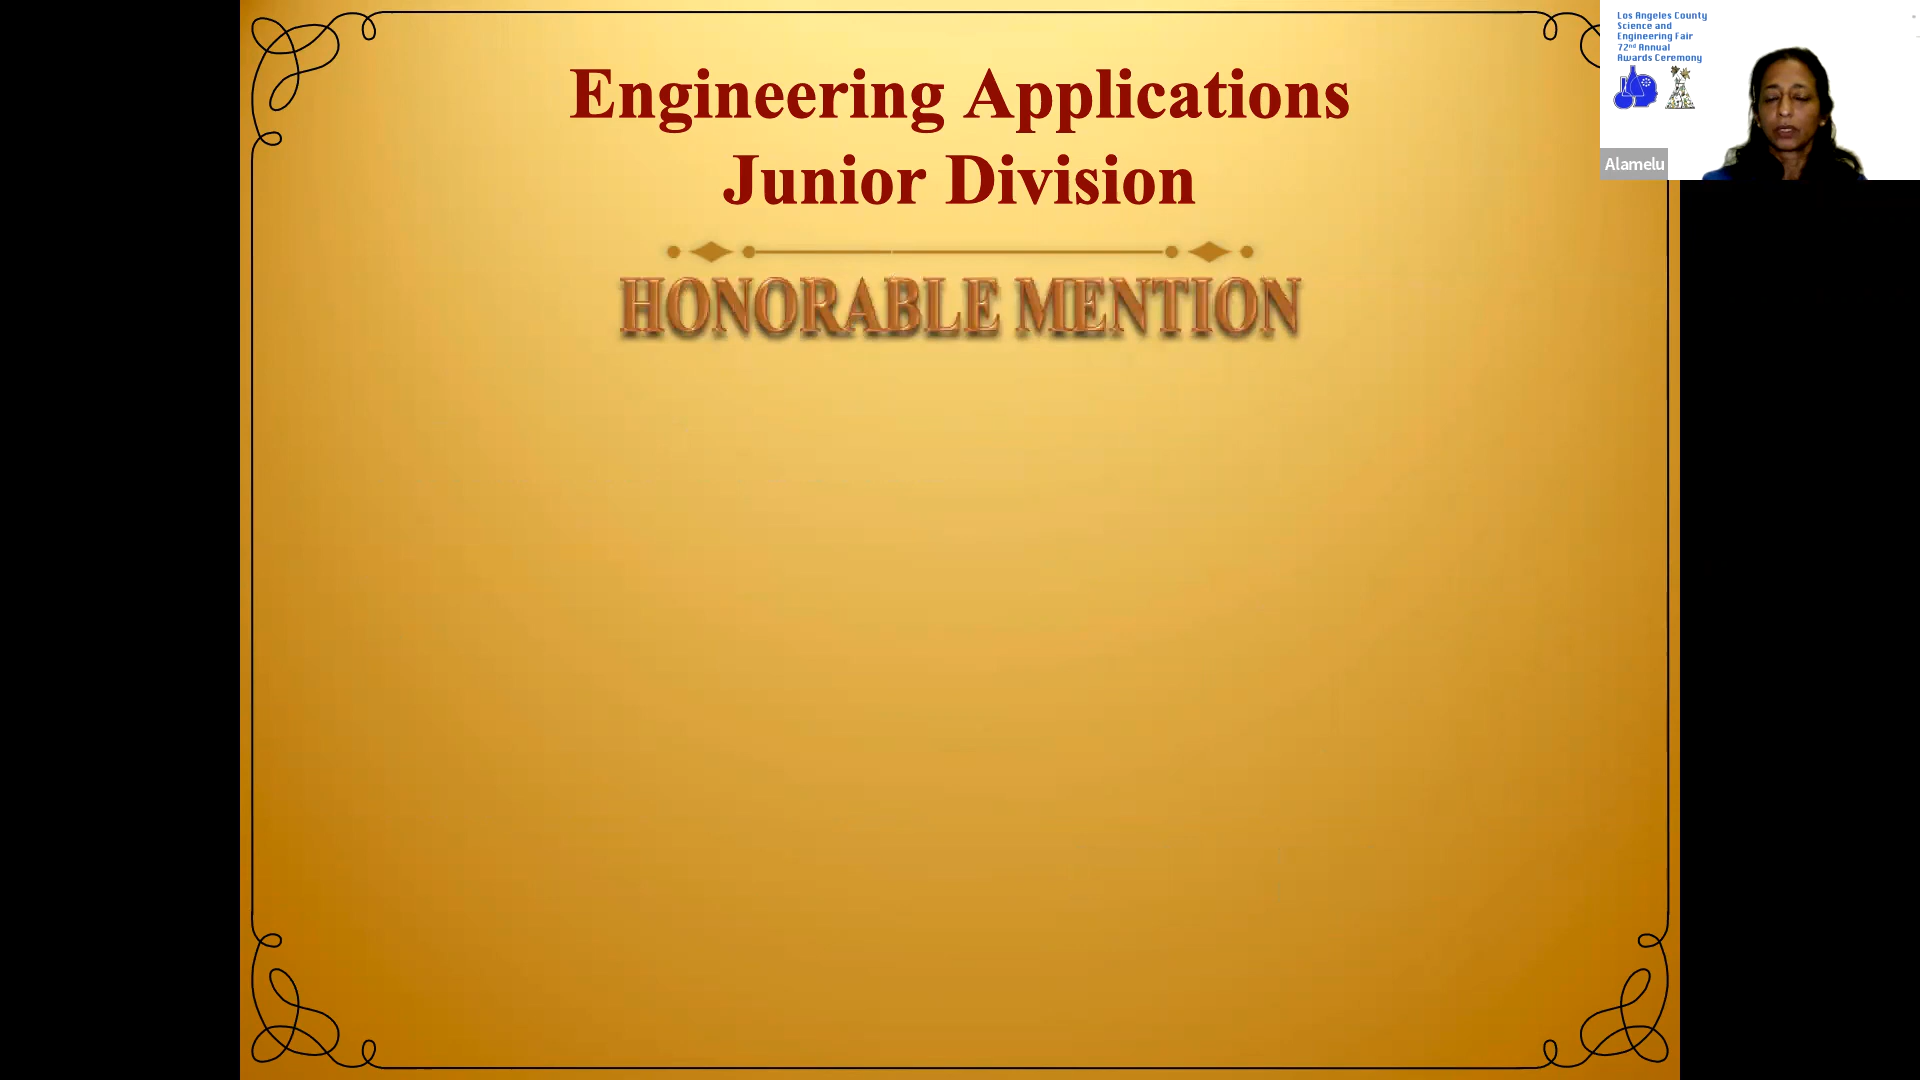 Engineering Applications
Junior Division
HONORABLE MENTION
Los Angeles County
Science and
Engineering Fair
72nd Annual
Awards Ceremony
Alamelu